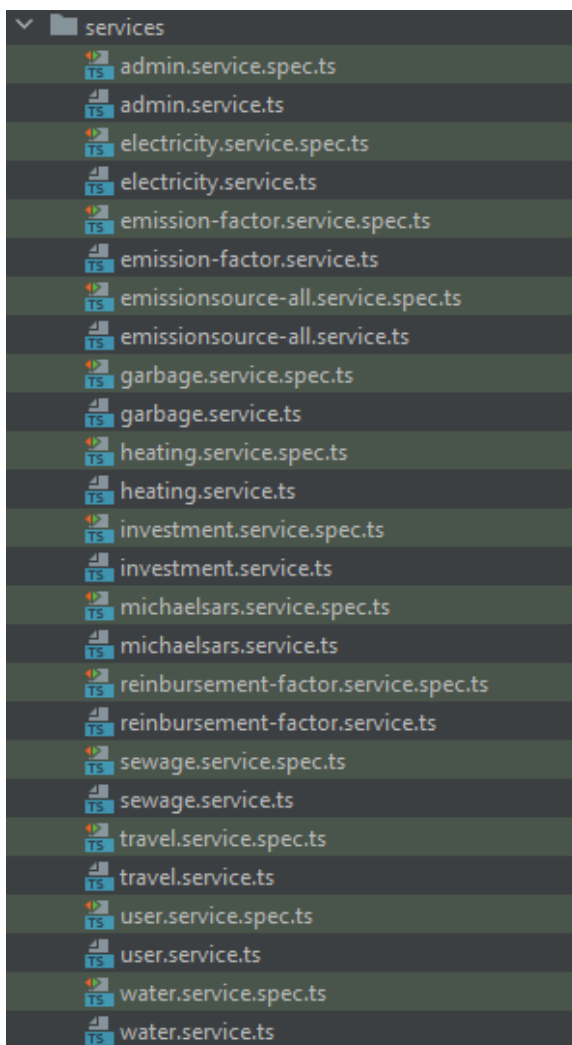 services
admin.service.spec.ts
admin.service.ts
electricity.service.spec.ts
electricity.service.ts
emission-factor.service.spec.ts
emission-factor.service.ts
emissionsource-all.service.spec.ts
emissionsource-all.service.ts
garbage.service.spec.ts
garbage.service.ts
heating.service.spec.ts
heating.service.ts
investment.service.spec.ts
investment.service.ts
michaelsars.service.spec.ts
michaelsars.service.ts
reinbursement-factor.service.spec.ts
reinbursement-factor.service.ts
sewage.service.spec.ts
sewage.service.ts
travel.service.spec.ts
travel.service.ts
user.service.spec.ts
user.service.ts
water.service.spec.ts
water.service.ts